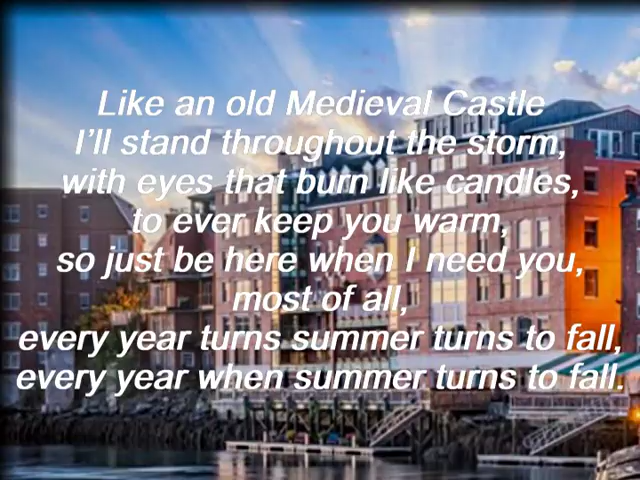 Like an old Medieval Castle
I'll stand throughout the storm,
with eyes that burn like candles,
to ever keep you warm,
so just be here when I need you,
most of all,
every year turns summer turns to fall,
every year when summer turns to fall.